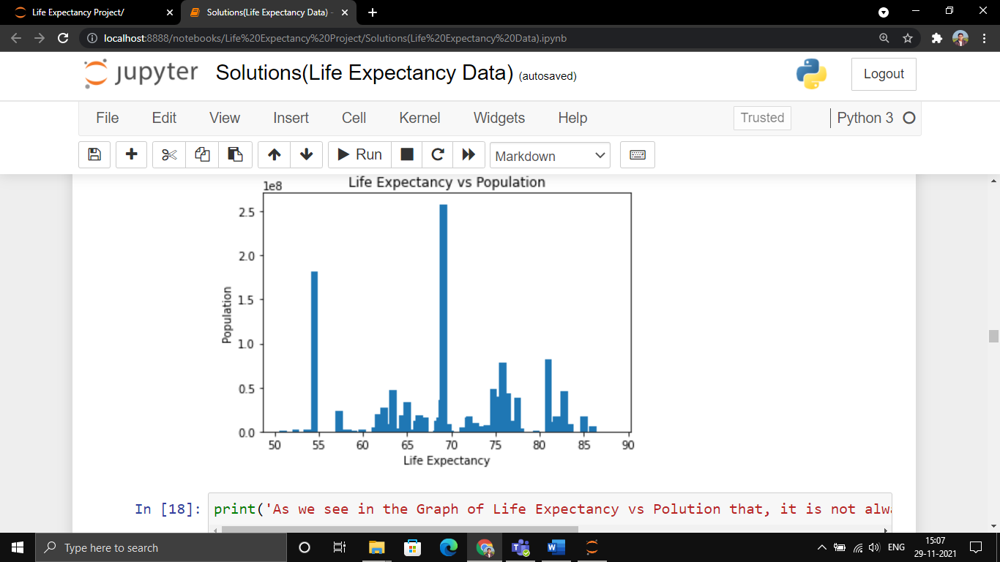 Life Expectancy Project/
Solutions(Life Expectancy Data) -
localhost:8888/notebooks/Life%20Expectancy%20Project/Solutions(Life%20Expectancy%20Data).ipynb
jupyter Solutions(Life Expectancy Data) (autosaved)
Logout
File Edit View Insert Cell Kernel Widgets Help
Trusted
Python 3
Run
Markdown
Life Expectancy vs Population
1e8
2.5
2.0
1.5
1.0
0.5
0.0
Population
50 55 60 65 70 75 80 85 90
Life Expectancy
In [18]: print('As we see in the Graph of Life Expectancy vs Polution that, it is not alwa
Type here to search
ENG
15:07
29-11-2021